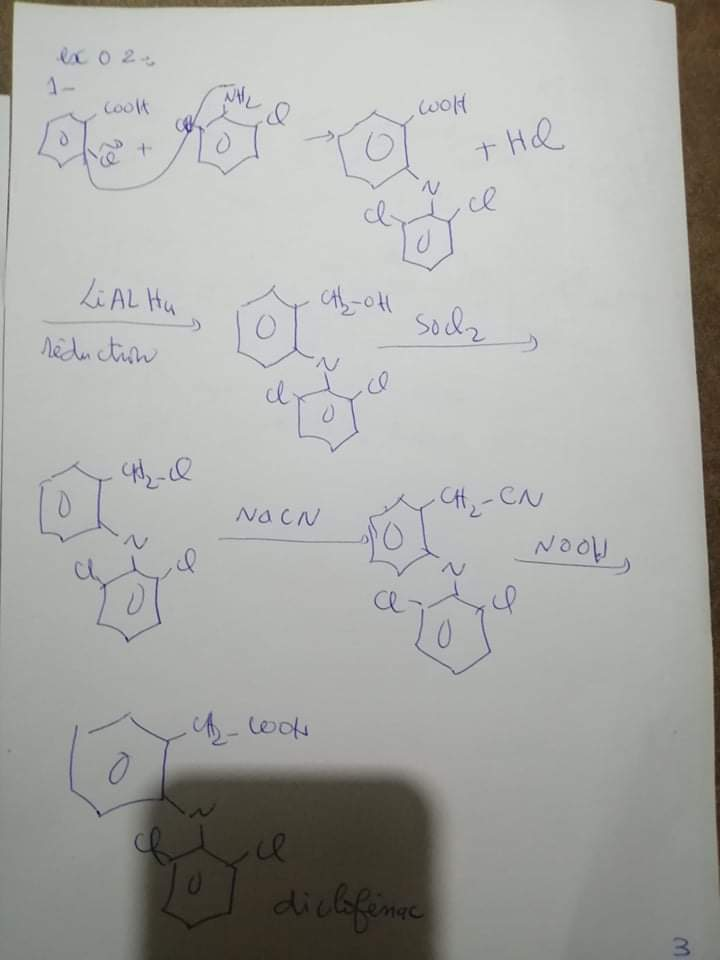 ex 02:
1-
COOH NH2
Cl Cl
Cl + → COOH + HCl
N
Cl Cl
LiALH4 CH2-OH SOCl2
réduction
N
Cl Cl
CH2-Cl NaCN CH2-CN NaOH
N N
Cl Cl Cl Cl
CH2-COOH
N
Cl Cl
diclofénac
3